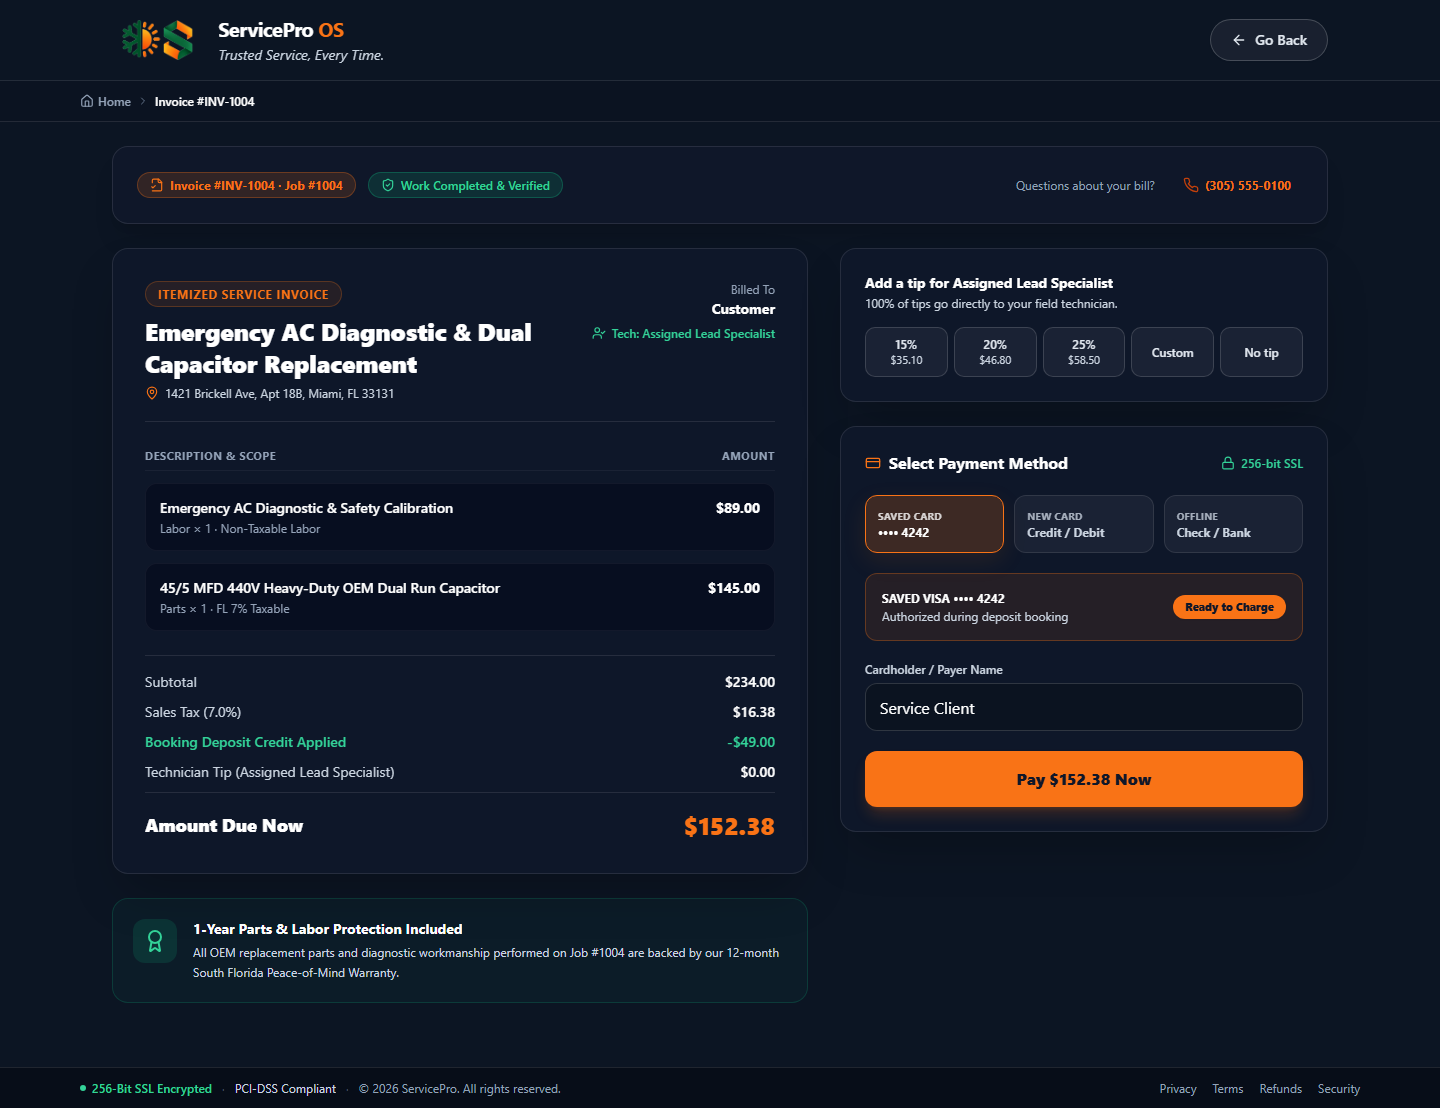 ServicePro OS
Trusted Service, Every Time.
Go Back
Home
Invoice #INV-1004
Invoice #INV-1004 · Job #1004
Work Completed & Verified
Questions about your bill?
(305) 555-0100
ITEMIZED SERVICE INVOICE
Emergency AC Diagnostic & Dual
Capacitor Replacement
1421 Brickell Ave, Apt 18B, Miami, FL 33131
Billed To
Customer
Tech: Assigned Lead Specialist
DESCRIPTION & SCOPE
AMOUNT
Emergency AC Diagnostic & Safety Calibration
$89.00
Labor × 1 · Non-Taxable Labor
45/5 MFD 440V Heavy-Duty OEM Dual Run Capacitor
$145.00
Parts × 1 · FL 7% Taxable
Subtotal
$234.00
Sales Tax (7.0%)
$16.38
Booking Deposit Credit Applied
-$49.00
Technician Tip (Assigned Lead Specialist)
$0.00
Amount Due Now
$152.38
1-Year Parts & Labor Protection Included
All OEM replacement parts and diagnostic workmanship performed on Job #1004 are backed by our 12-month
South Florida Peace-of-Mind Warranty.
Add a tip for Assigned Lead Specialist
100% of tips go directly to your field technician.
15%
$35.10
20%
$46.80
25%
$58.50
Custom
No tip
Select Payment Method
256-bit SSL
SAVED CARD
•••• 4242
NEW CARD
Credit / Debit
OFFLINE
Check / Bank
SAVED VISA •••• 4242
Authorized during deposit booking
Ready to Charge
Cardholder / Payer Name
Service Client
Pay $152.38 Now
256-Bit SSL Encrypted · PCI-DSS Compliant · © 2026 ServicePro. All rights reserved.
Privacy
Terms
Refunds
Security